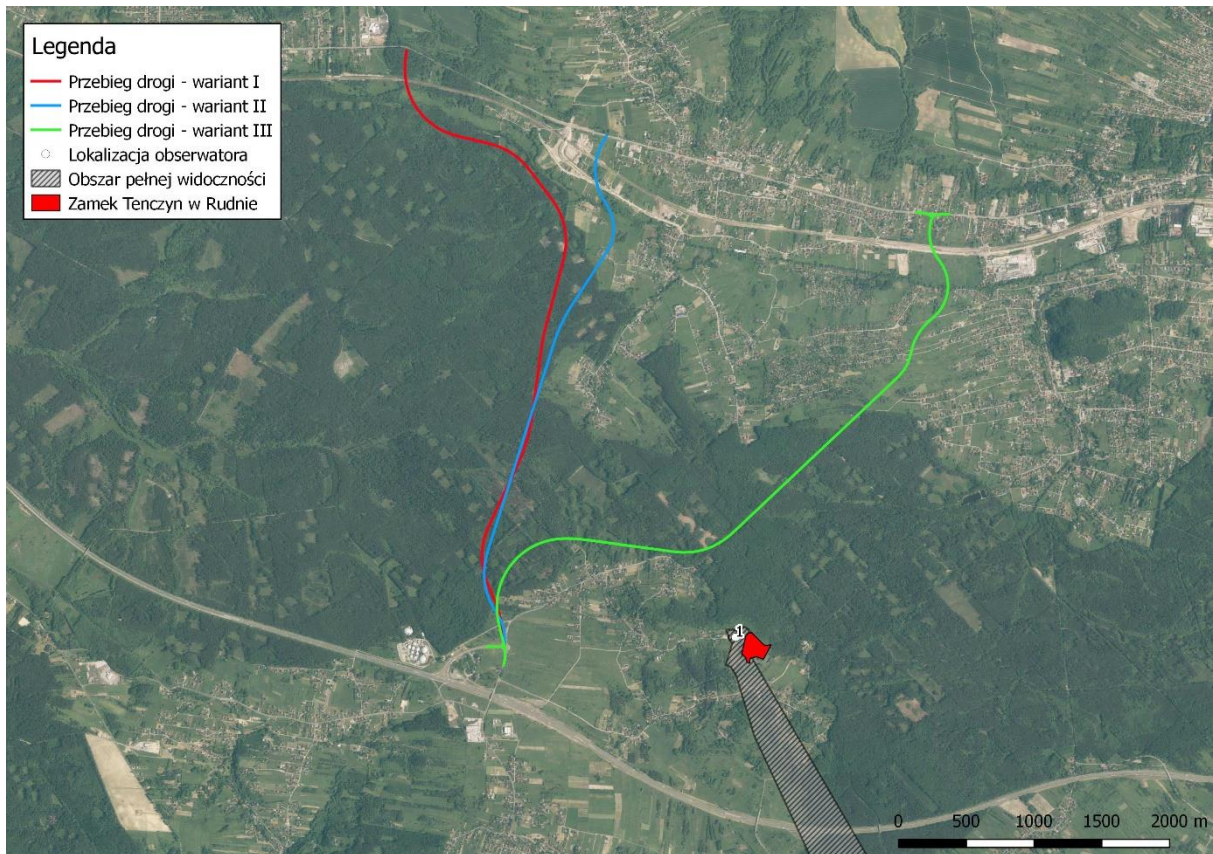 Legenda
Przebieg drogi - wariant I
Przebieg drogi - wariant II
Przebieg drogi - wariant III
Lokalizacja obserwatora
Obszar pełnej widoczności
Zamek Tenczyn w Rudnie
1
0 500 1000 1500 2000 m